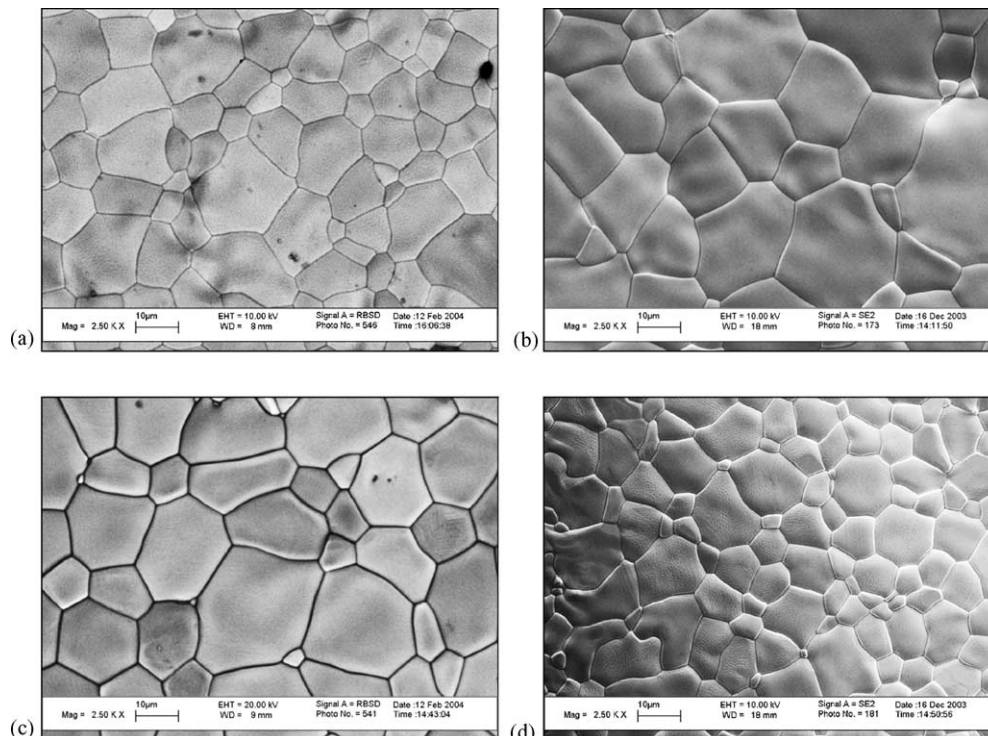 (a)
10µm
Mag = 2.50 K X
EHT = 10.00 kV
WD = 8 mm
Signal A = RBSD
Photo No. = 546
Date :12 Feb 2004
Time :16:06:38
(b)
10µm
Mag = 2.50 K X
EHT = 10.00 kV
WD = 18 mm
Signal A = SE2
Photo No. = 173
Date :16 Dec 2003
Time :14:11:50
(c)
10µm
Mag = 2.50 K X
EHT = 20.00 kV
WD = 9 mm
Signal A = RBSD
Photo No. = 541
Date :12 Feb 2004
Time :14:43:04
(d)
10µm
Mag = 2.50 K X
EHT = 10.00 kV
WD = 18 mm
Signal A = SE2
Photo No. = 181
Date :16 Dec 2003
Time :14:50:56